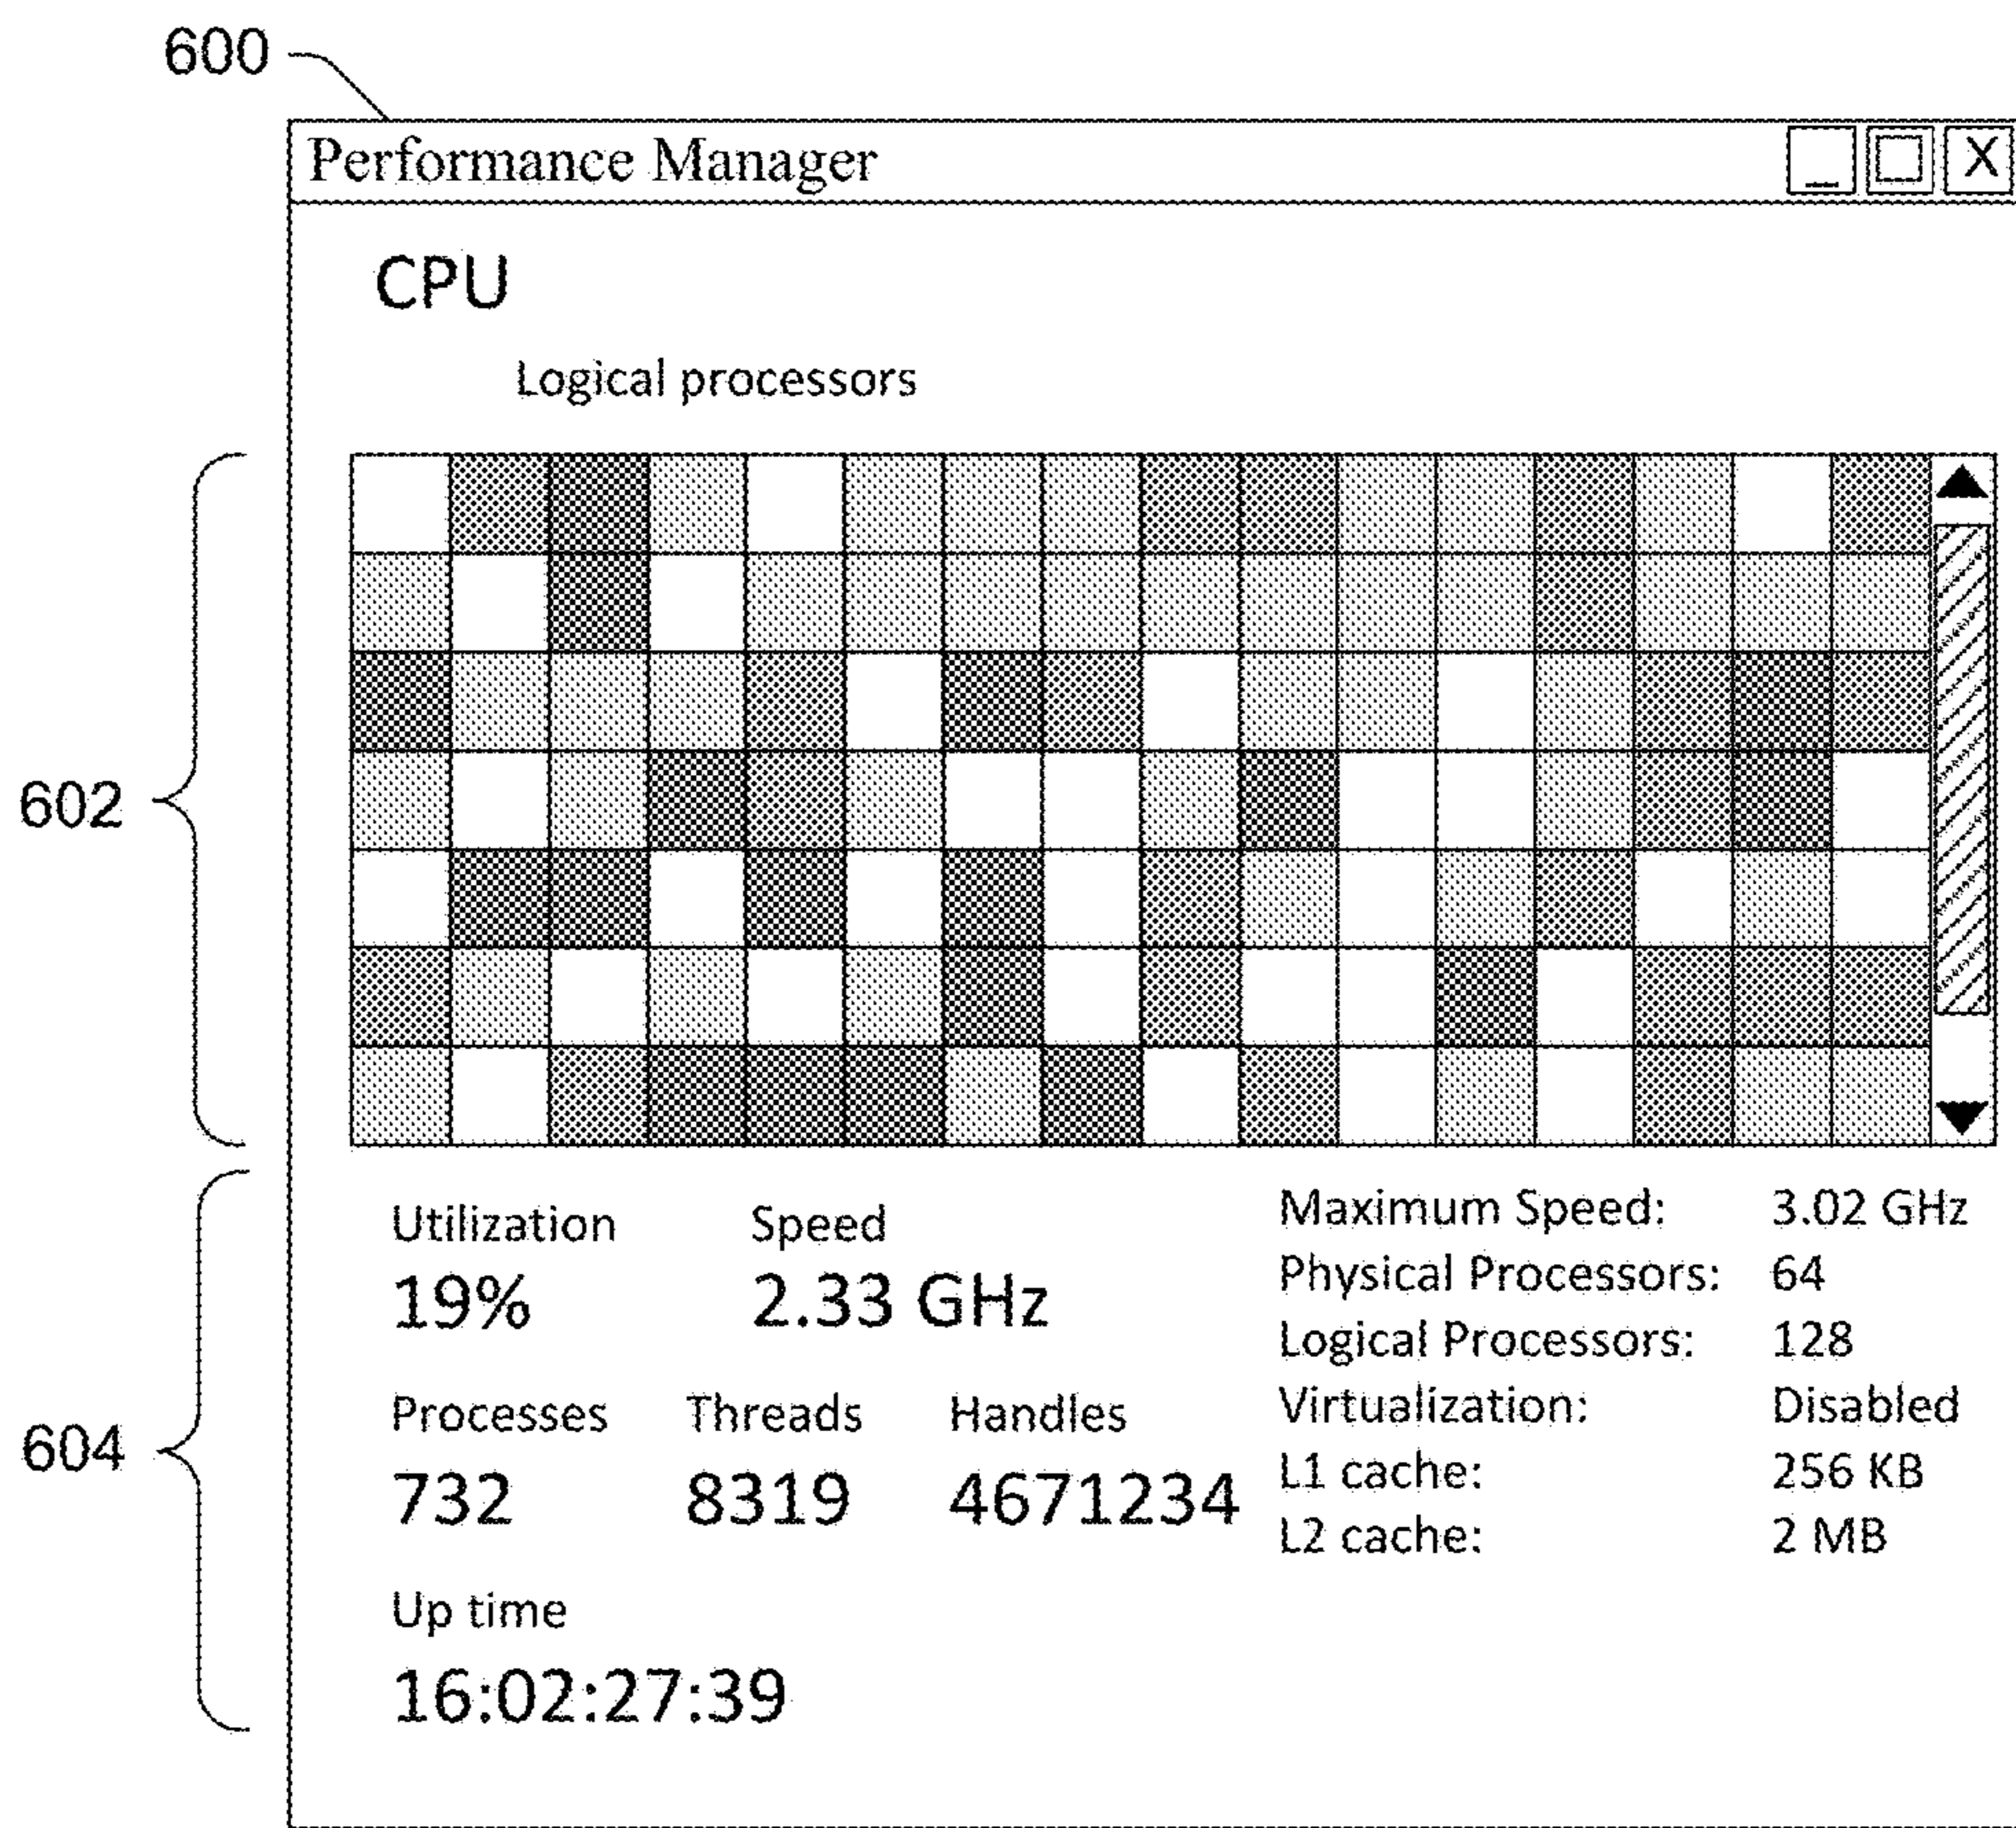 600
Performance Manager
_ X
CPU
Logical processors
602
604
Utilization
19%
Speed
2.33 GHz
Processes
732
Threads
8319
Handles
4671234
Up time
16:02:27:39
Maximum Speed: 3.02 GHz
Physical Processors: 64
Logical Processors: 128
Virtualization: Disabled
L1 cache: 256 KB
L2 cache: 2 MB